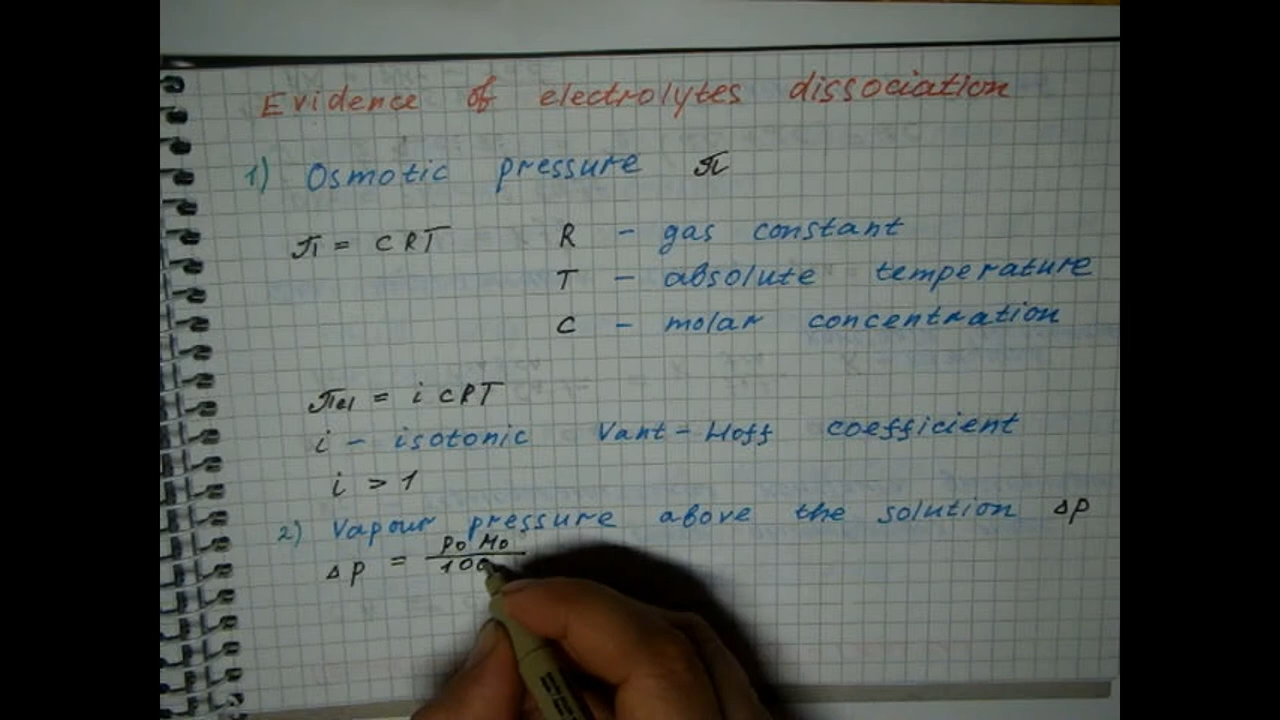 Evidence of electrolytes dissociation
1) Osmotic pressure π
π = CRT R - gas constant
T - absolute temperature
C - molar concentration
πel = i CRT
i - isotonic Vant-Hoff coefficient
i > 1
2) Vapour pressure above the solution ΔP
ΔP = P0 M0
100